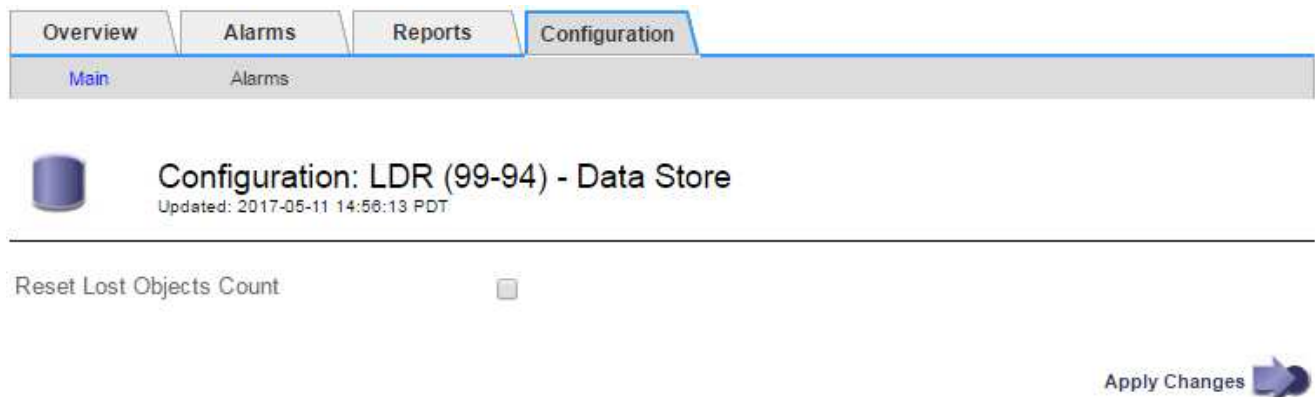 Overview Alarms Reports Configuration
Main Alarms
Configuration: LDR (99-94) - Data Store
Updated: 2017-05-11 14:56:13 PDT
Reset Lost Objects Count
Apply Changes